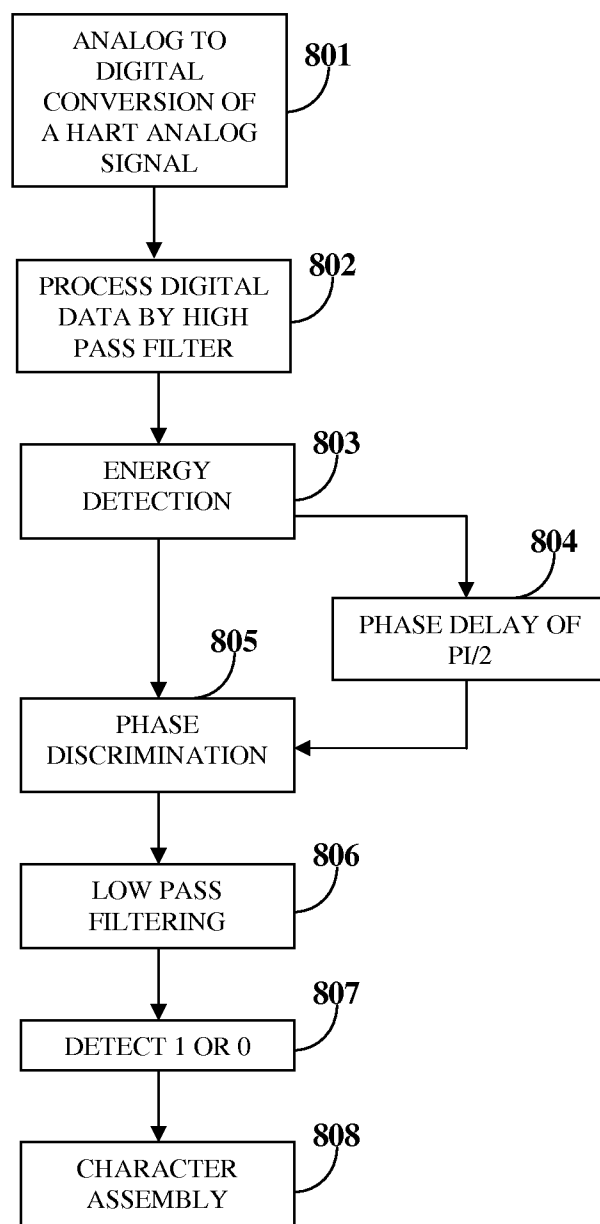 ANALOG TO
DIGITAL
CONVERSION OF
A HART ANALOG
SIGNAL
801
802
PROCESS DIGITAL
DATA BY HIGH
PASS FILTER
803
ENERGY
DETECTION
804
PHASE DELAY OF
PI/2
805
PHASE
DISCRIMINATION
806
LOW PASS
FILTERING
807
DETECT 1 OR 0
808
CHARACTER
ASSEMBLY